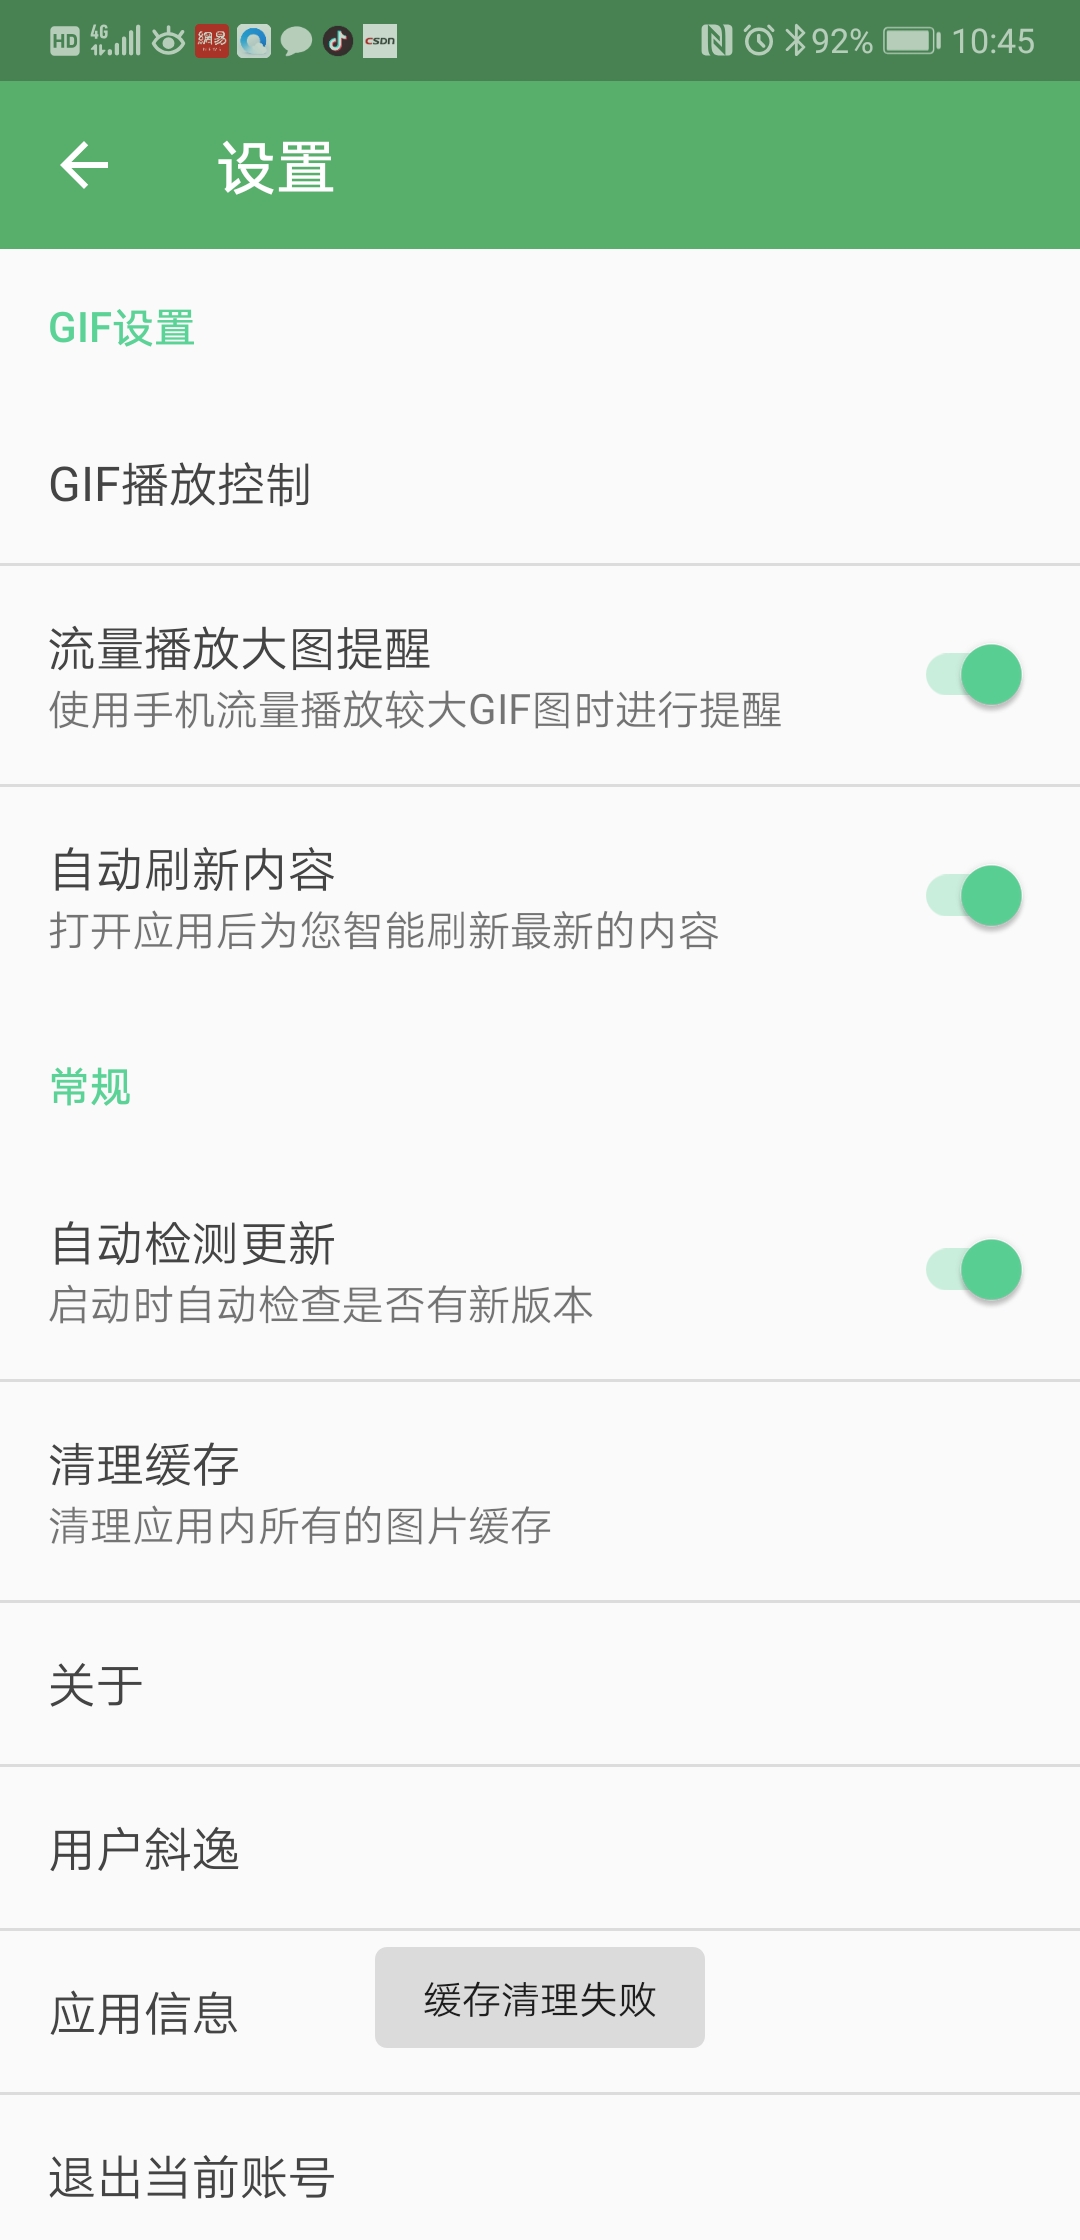 HD 4G 網易 CSDN 92% 10:45
设置
GIF设置
GIF播放控制
流量播放大图提醒
使用手机流量播放较大GIF图时进行提醒
自动刷新内容
打开应用后为您智能刷新最新的内容
常规
自动检测更新
启动时自动检查是否有新版本
清理缓存
清理应用内所有的图片缓存
关于
用户斜逸
应用信息
缓存清理失败
退出当前账号